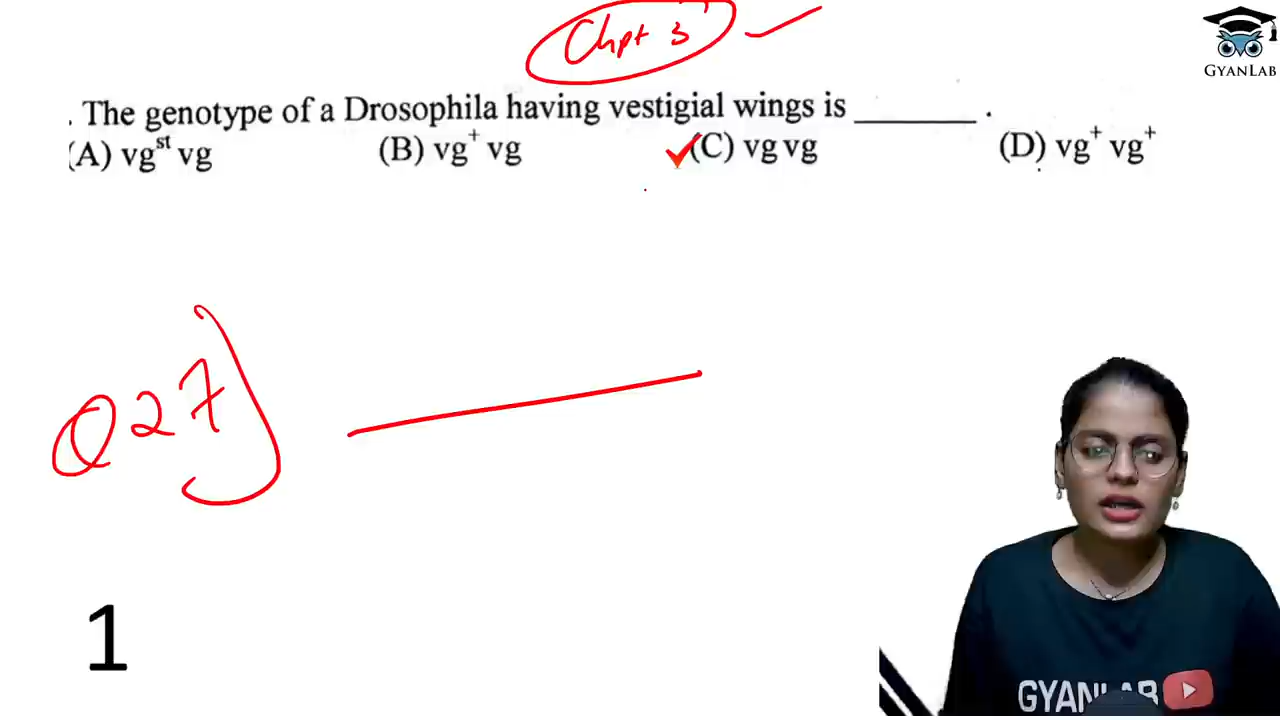 Chpt 3
GYANLAB
. The genotype of a Drosophila having vestigial wings is ________ .
(A) vgˢᵗ vg (B) vg⁺ vg (C) vg vg (D) vg⁺ vg⁺
Q27)
1
GYANLAB